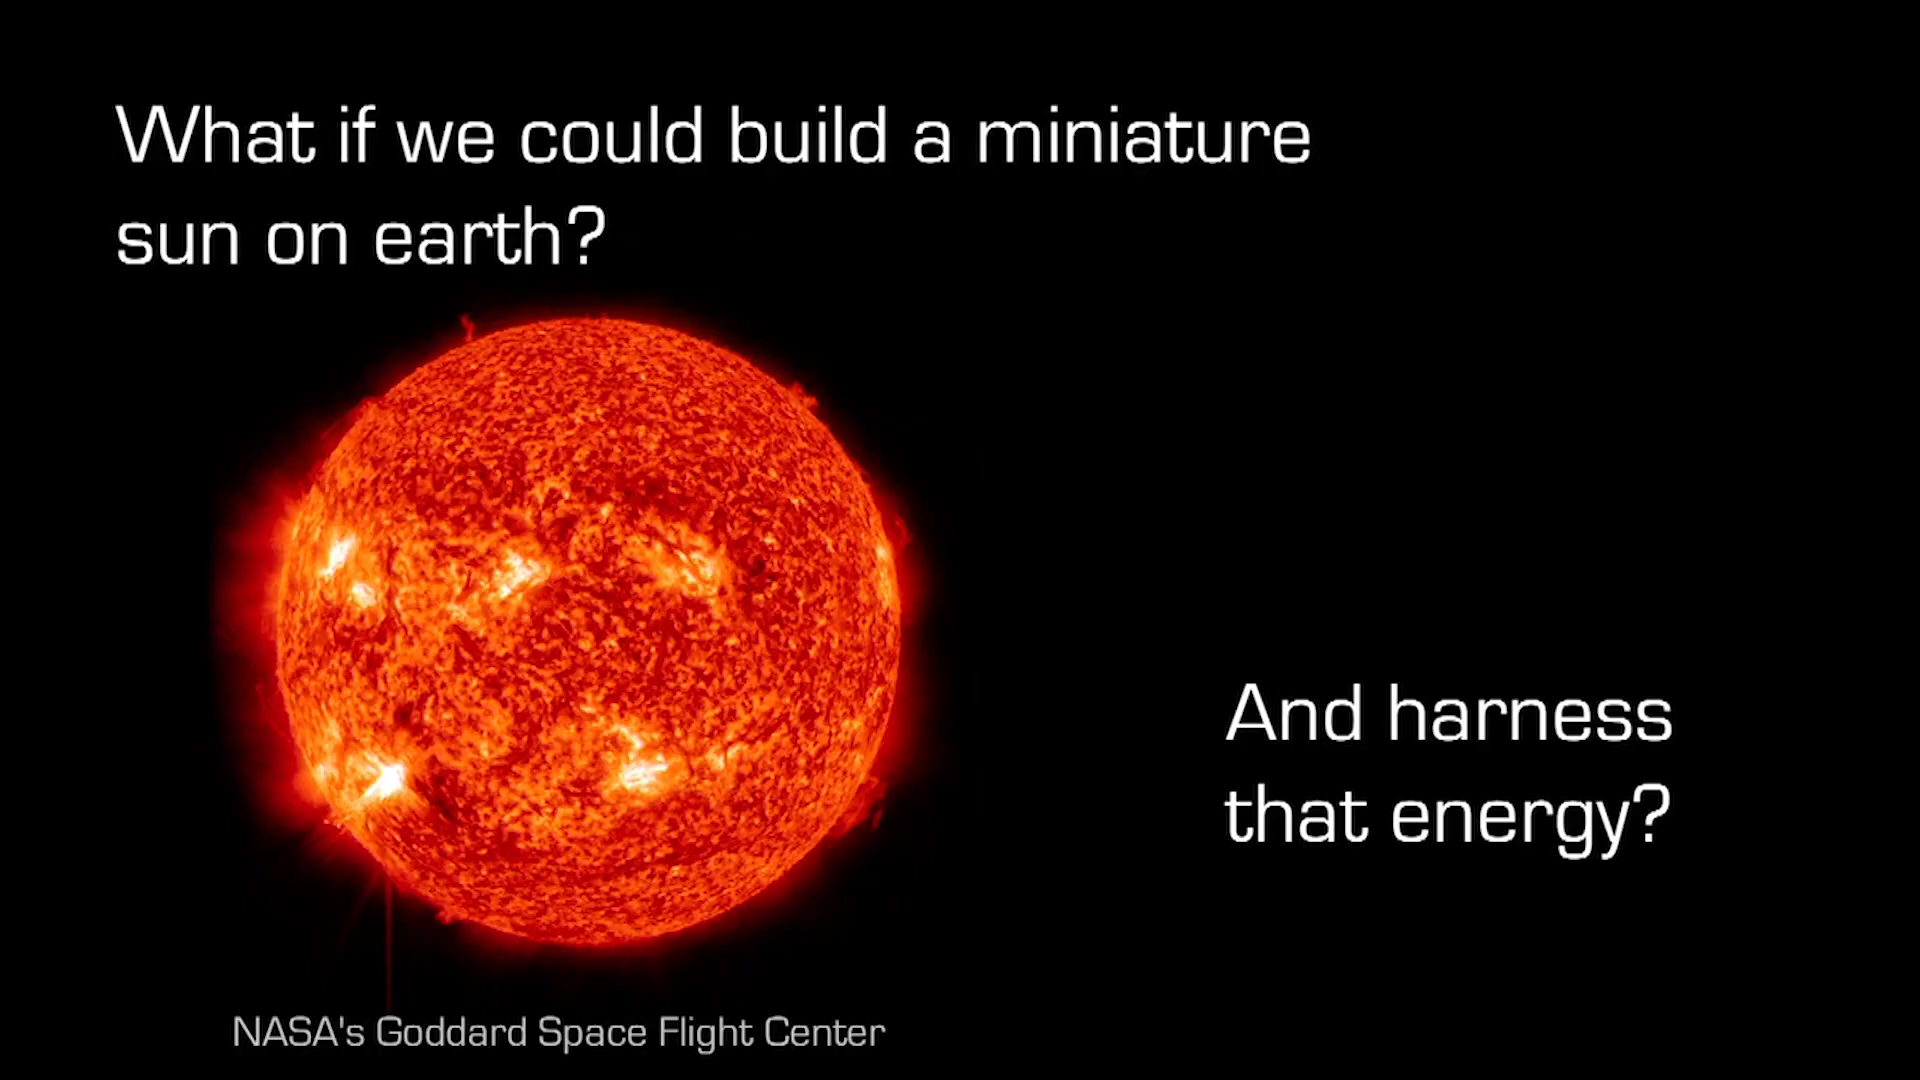 What if we could build a miniature
sun on earth?
And harness
that energy?
NASA's Goddard Space Flight Center